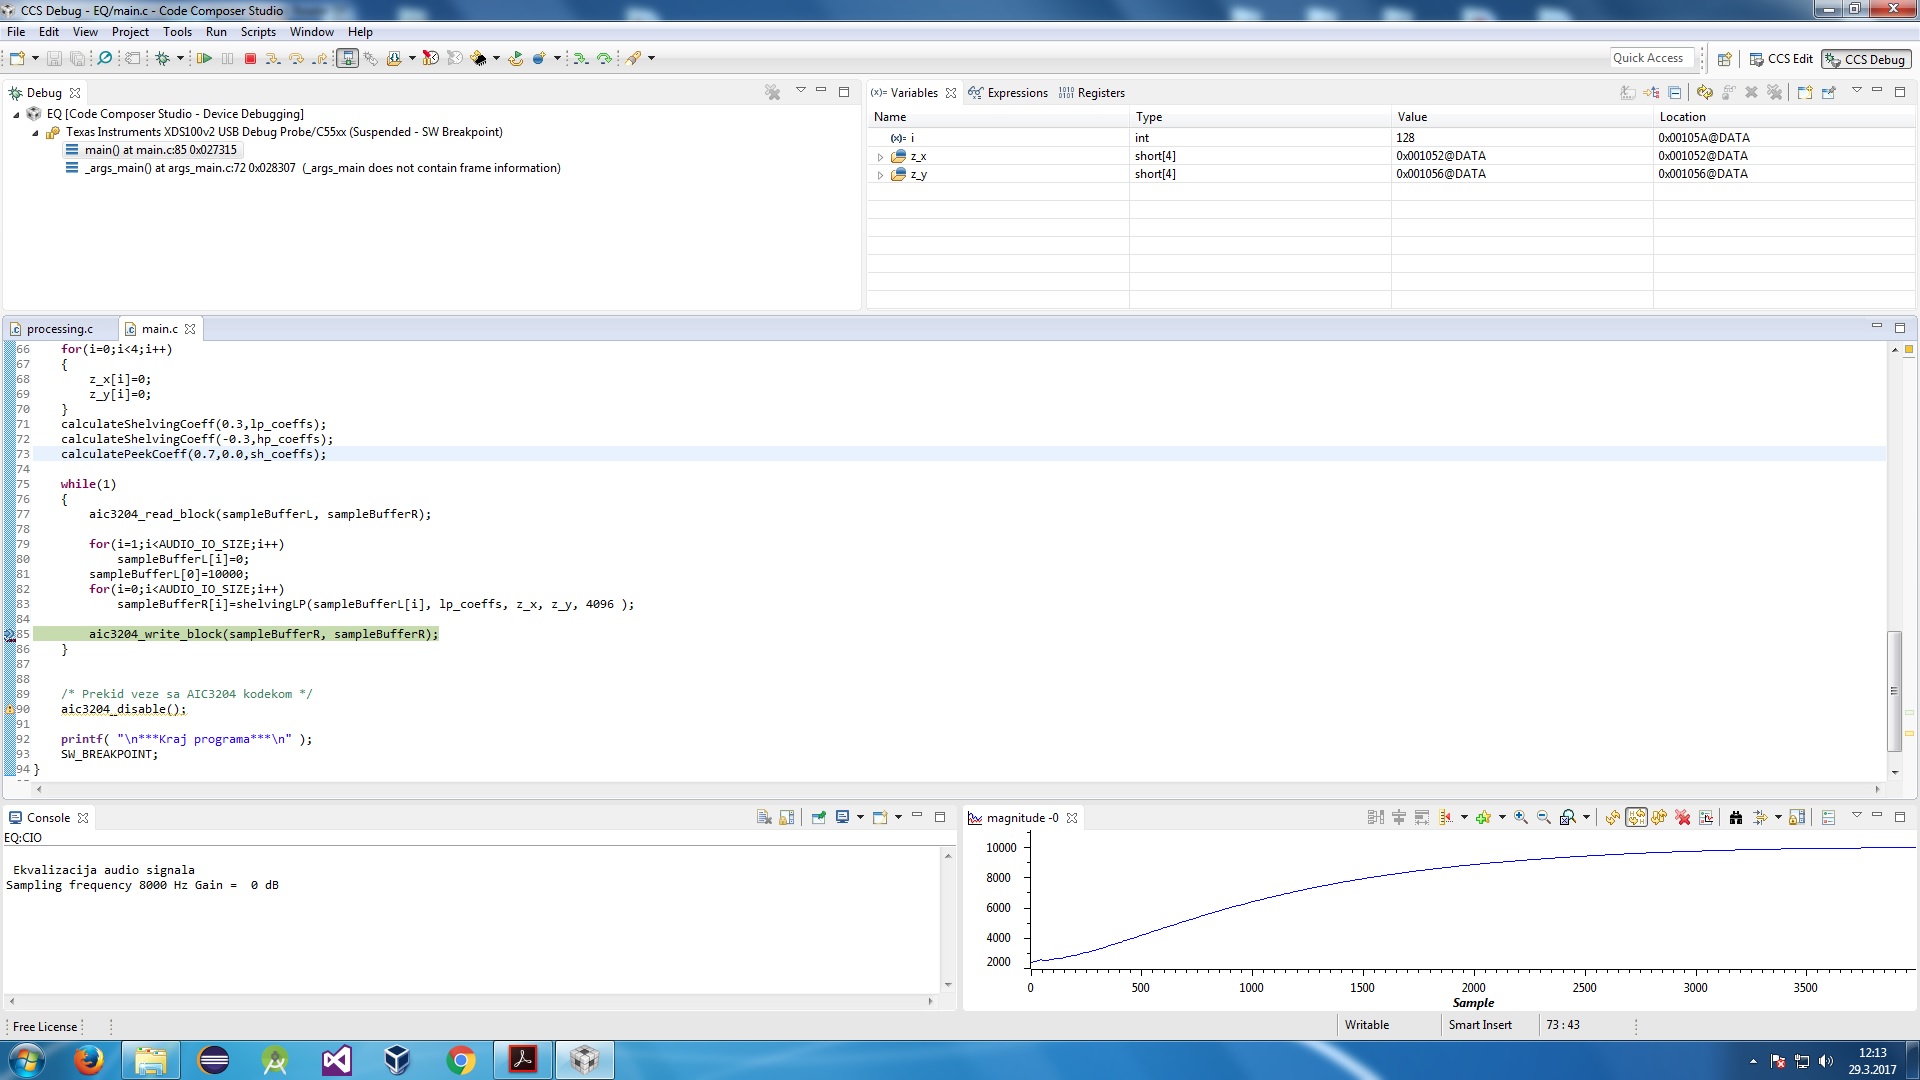 CCS Debug - EQ/main.c - Code Composer Studio
File Edit View Project Tools Run Scripts Window Help
Quick Access CCS Edit CCS Debug
Debug
EQ [Code Composer Studio - Device Debugging]
Texas Instruments XDS100v2 USB Debug Probe/C55xx (Suspended - SW Breakpoint)
main() at main.c:85 0x027315
_args_main() at args_main.c:72 0x028307 (_args_main does not contain frame information)
(x)= Variables Expressions 1010 0101 Registers
Name Type Value Location
(x)= i int 128 0x00105A@DATA
z_x short[4] 0x001052@DATA 0x001052@DATA
z_y short[4] 0x001056@DATA 0x001056@DATA
processing.c main.c
66 for(i=0;i<4;i++)
67 {
68 z_x[i]=0;
69 z_y[i]=0;
70 }
71 calculateShelvingCoeff(0.3,lp_coeffs);
72 calculateShelvingCoeff(-0.3,hp_coeffs);
73 calculatePeekCoeff(0.7,0.0,sh_coeffs);
74
75 while(1)
76 {
77 aic3204_read_block(sampleBufferL, sampleBufferR);
78
79 for(i=1;i<AUDIO_IO_SIZE;i++)
80 sampleBufferL[i]=0;
81 sampleBufferL[0]=10000;
82 for(i=0;i<AUDIO_IO_SIZE;i++)
83 sampleBufferR[i]=shelvingLP(sampleBufferL[i], lp_coeffs, z_x, z_y, 4096 );
84
85 aic3204_write_block(sampleBufferR, sampleBufferR);
86 }
87
88
89 /* Prekid veze sa AIC3204 kodekom */
90 aic3204_disable();
91
92 printf( "\n***Kraj programa***\n" );
93 SW_BREAKPOINT;
94 }
Console
EQ:CIO
Ekvalizacija audio signala
Sampling frequency 8000 Hz Gain = 0 dB
magnitude -0
10000
8000
6000
4000
2000
0 500 1000 1500 2000 2500 3000 3500
Sample
Free License Writable Smart Insert 73 : 43
12:13
29.3.2017